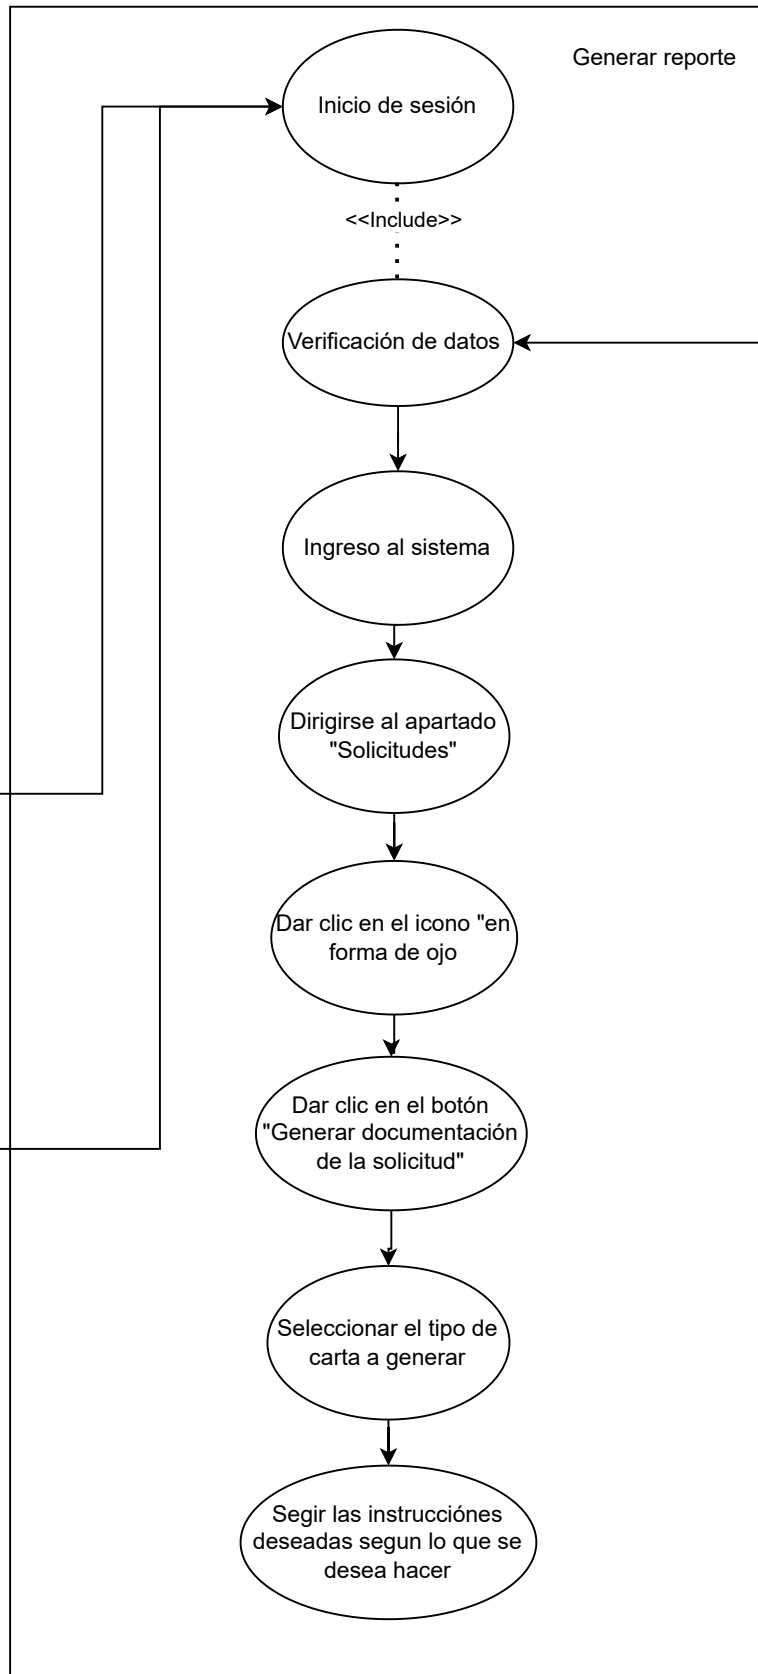 Generar reporte
Inicio de sesión
<<Include>>
Verificación de datos
Ingreso al sistema
Dirigirse al apartado
"Solicitudes"
Dar clic en el icono "en
forma de ojo
Dar clic en el botón
"Generar documentación
de la solicitud"
Seleccionar el tipo de
carta a generar
Segir las instrucciónes
deseadas segun lo que se
desea hacer